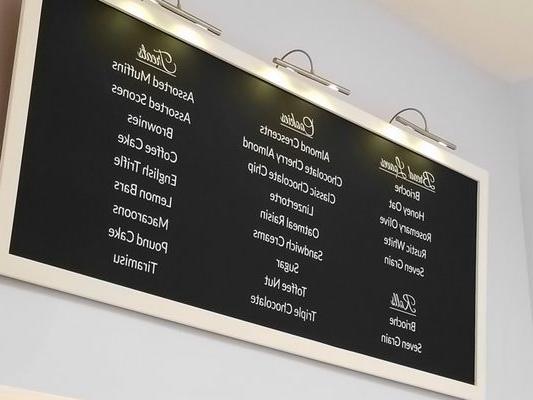 Treats
Assorted Muffins
Assorted Scones
Brownies
Coffee Cake
English Trifle
Lemon Bars
Macaroons
Pound Cake
Tiramisu
Cookies
Almond Crescents
Chocolate Cherry Almond
Classic Chocolate Chip
Linzertorte
Oatmeal Raisin
Sandwich Creams
Sugar
Toffee Nut
Triple Chocolate
Bread Loaves
Brioche
Honey Oat
Rosemary Olive
Rustic White
Seven Grain
Rolls
Brioche
Seven Grain